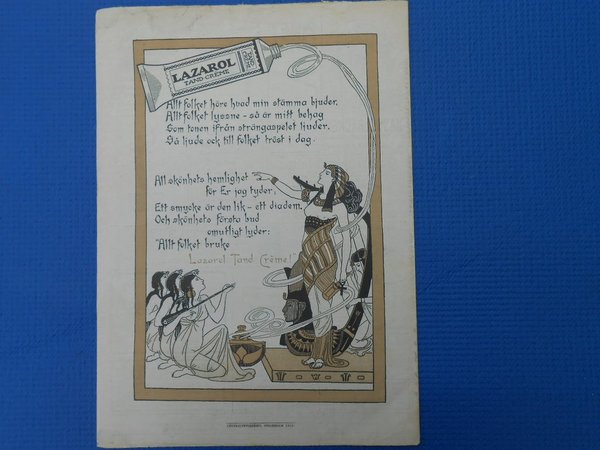 LAZAROL
TAND CRÊME
Allt folket höre hvad min stämma bjuder.
Allt folket lyssne - så är mitt behag
Som tonen ifrån strängaspelet ljuder.
Så ljude ock till folket tröst i dag.
All skönhets hemlighet
för Er jag tyder;
Ett smycke är den lik - ett diadem.
Och skönhets första bud
omutligt lyder:
"Allt folket bruke
Lazarol Tand Crême!"